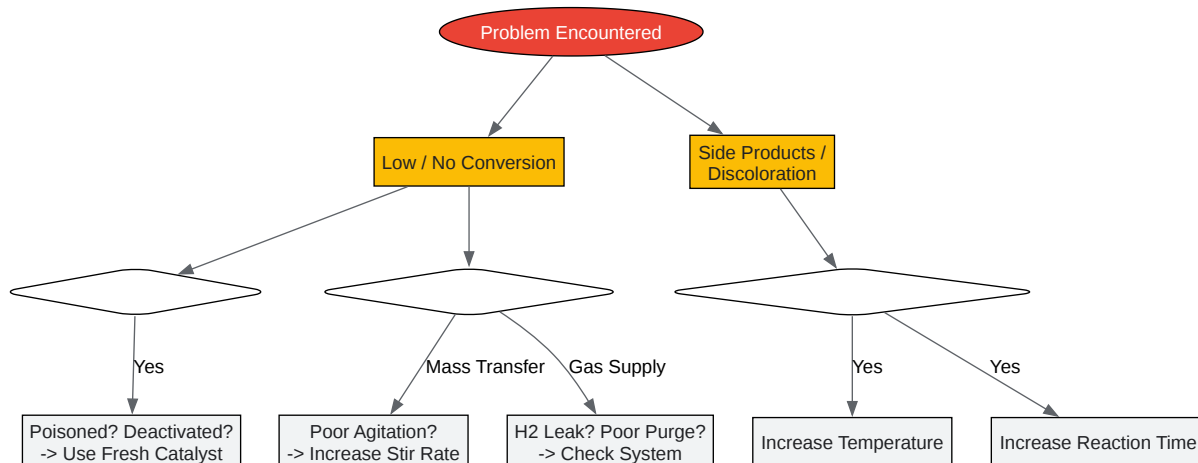 Problem Encountered
Low / No Conversion
Side Products /
Discoloration
Yes
Mass Transfer
Gas Supply
Yes
Yes
Poisoned? Deactivated?
-> Use Fresh Catalyst
Poor Agitation?
-> Increase Stir Rate
H2 Leak? Poor Purge?
-> Check System
Increase Temperature
Increase Reaction Time